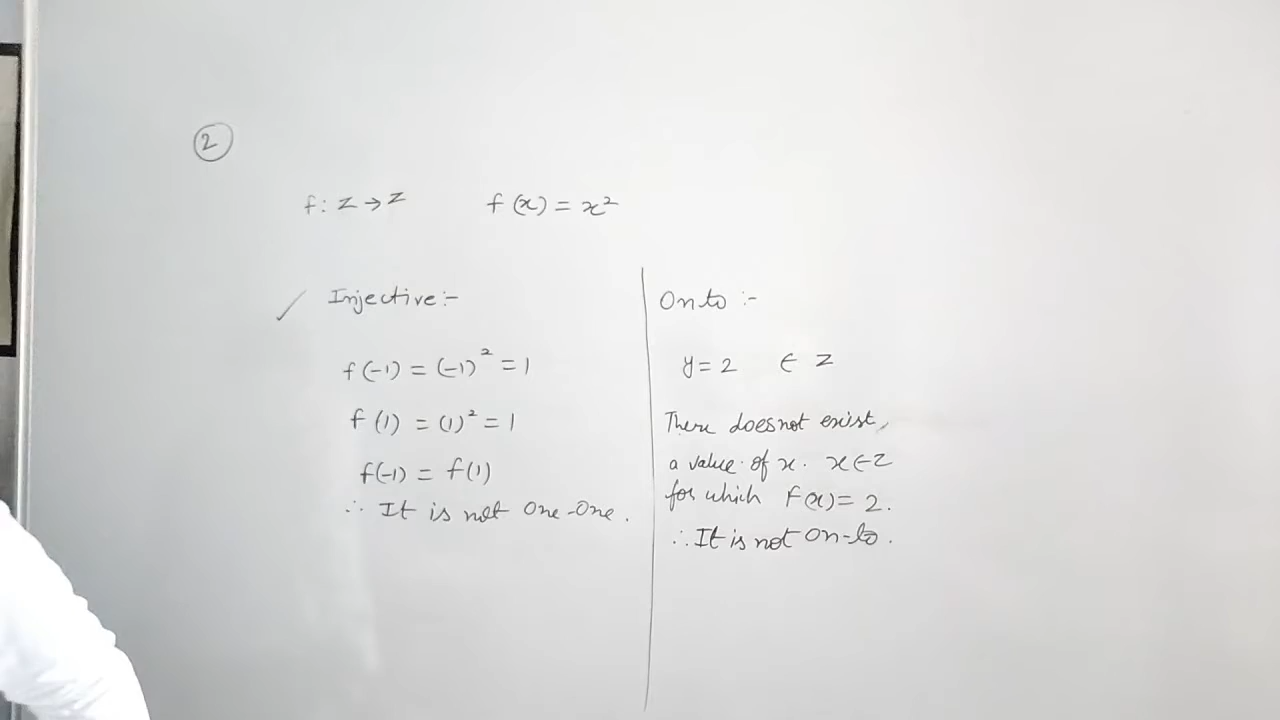 2
f: Z → Z f(x) = x²
Injective :-
f(-1) = (-1)² = 1
f(1) = (1)² = 1
f(-1) = f(1)
∴ It is not One-One.
Onto :-
y = 2 ∈ Z
There does not exist,
a value of x. x ∈ Z
for which f(x) = 2.
∴ It is not On-to.